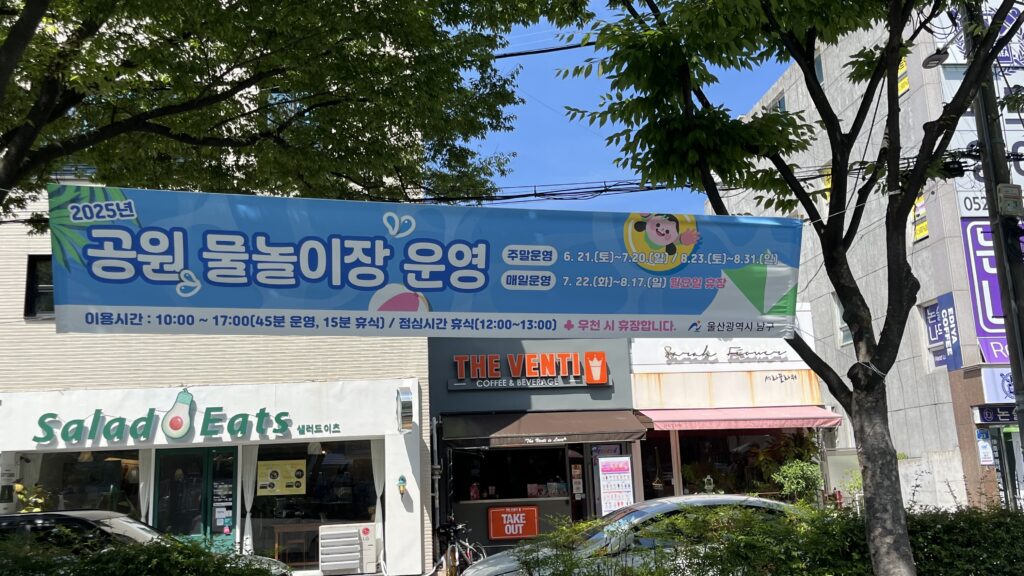 2025년
공원 물놀이장 운영
주말운영 6. 21.(토)~7.20.(일) / 8.23.(토)~8.31.(일)
매일운영 7. 22.(화)~8.17.(일) 월요일 휴장
이용시간 : 10:00 ~ 17:00(45분 운영, 15분 휴식) / 점심시간 휴식(12:00~13:00) ♣ 우천 시 휴장합니다. 울산광역시 남구
Salad Eats 샐러드이츠
THE VENTI
COFFEE & BEVERAGE
TAKE
OUT
Sarah Flower
052
COFFEE
논